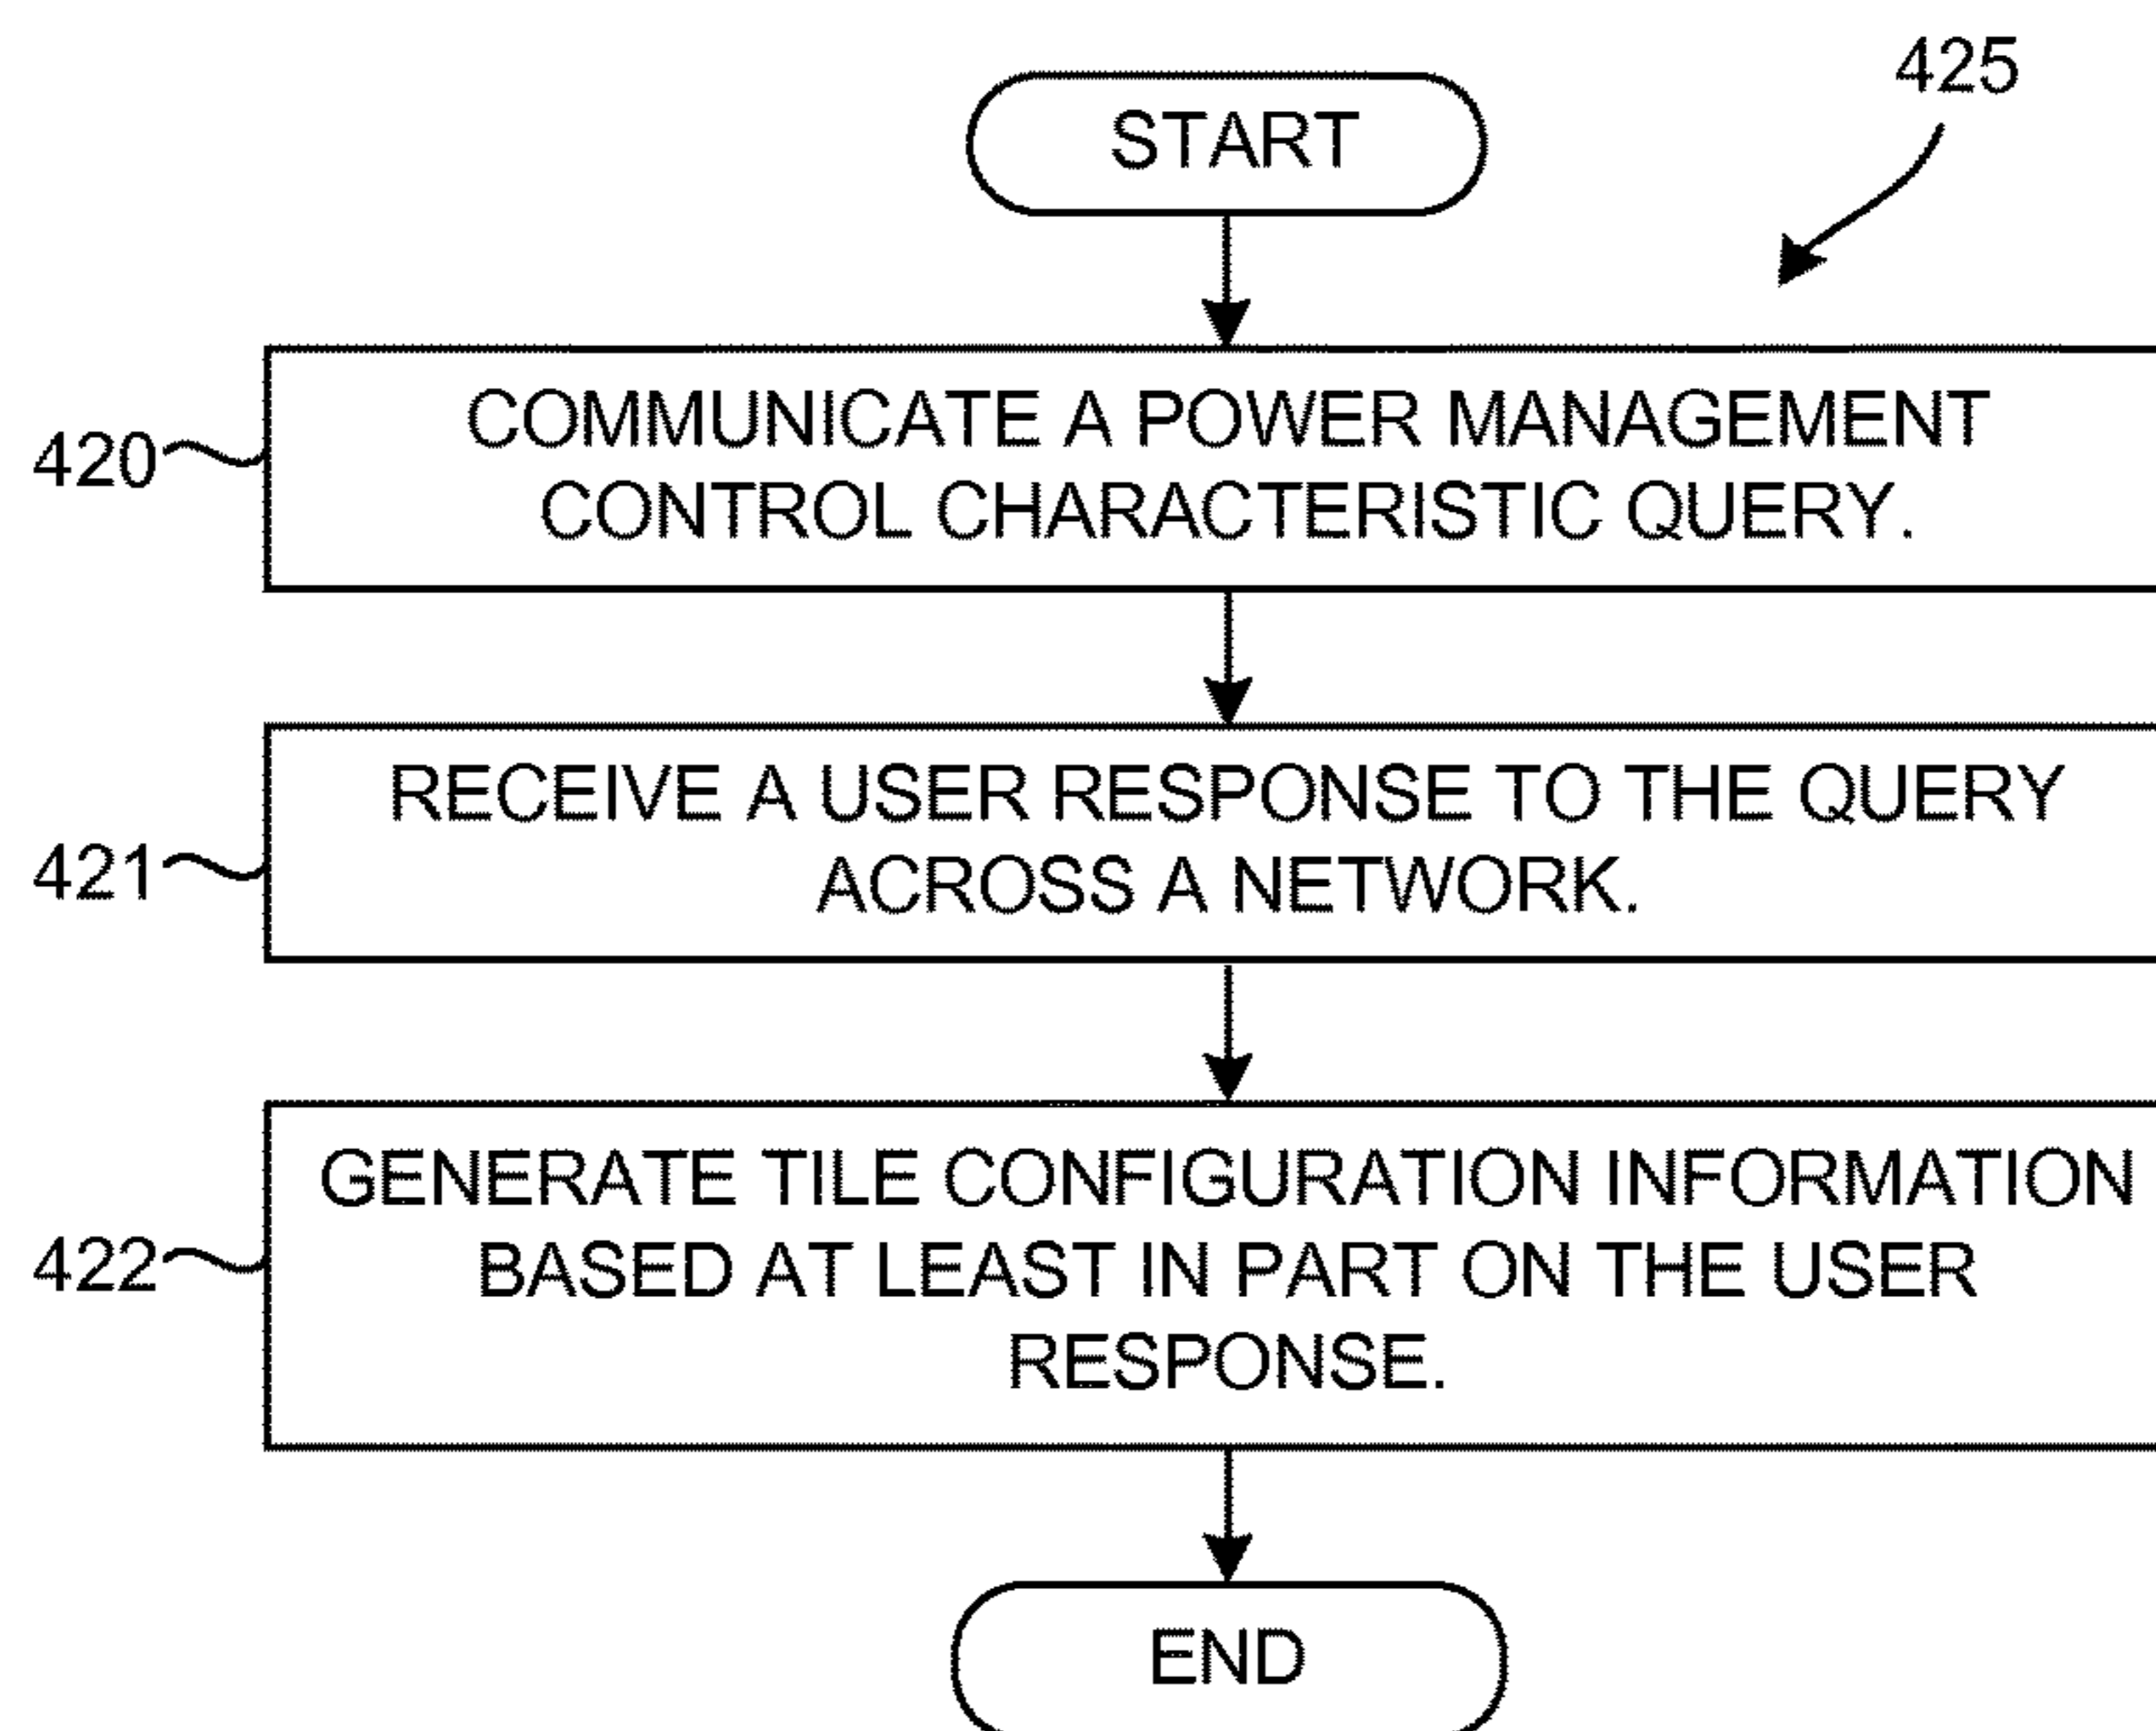 425
START
420
COMMUNICATE A POWER MANAGEMENT
CONTROL CHARACTERISTIC QUERY.
421
RECEIVE A USER RESPONSE TO THE QUERY
ACROSS A NETWORK.
422
GENERATE TILE CONFIGURATION INFORMATION
BASED AT LEAST IN PART ON THE USER
RESPONSE.
END